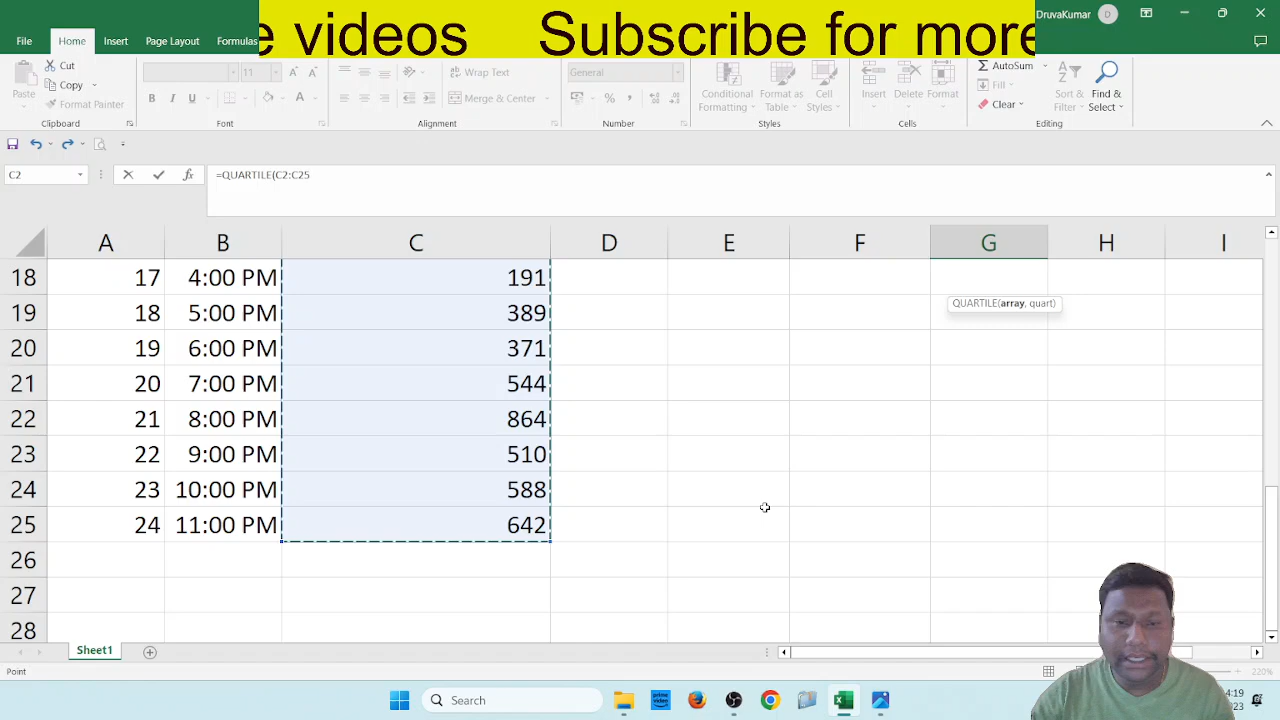 e videos Subscribe for more
DruvaKumar D
File Home Insert Page Layout Formulas
Paste Cut Copy Format Painter
Wrap Text
Merge & Center
General
Conditional Formatting Format as Table Cell Styles
Insert Delete Format
AutoSum Fill Clear
Sort & Filter Find & Select
Clipboard Font Alignment Number Styles Cells Editing
C2 =QUARTILE(C2:C25
A B C D E F G H I
18 17 4:00 PM 191
QUARTILE(array, quart)
19 18 5:00 PM 389
20 19 6:00 PM 371
21 20 7:00 PM 544
22 21 8:00 PM 864
23 22 9:00 PM 510
24 23 10:00 PM 588
25 24 11:00 PM 642
26
27
28
Sheet1
Point 220%
Search
4:19